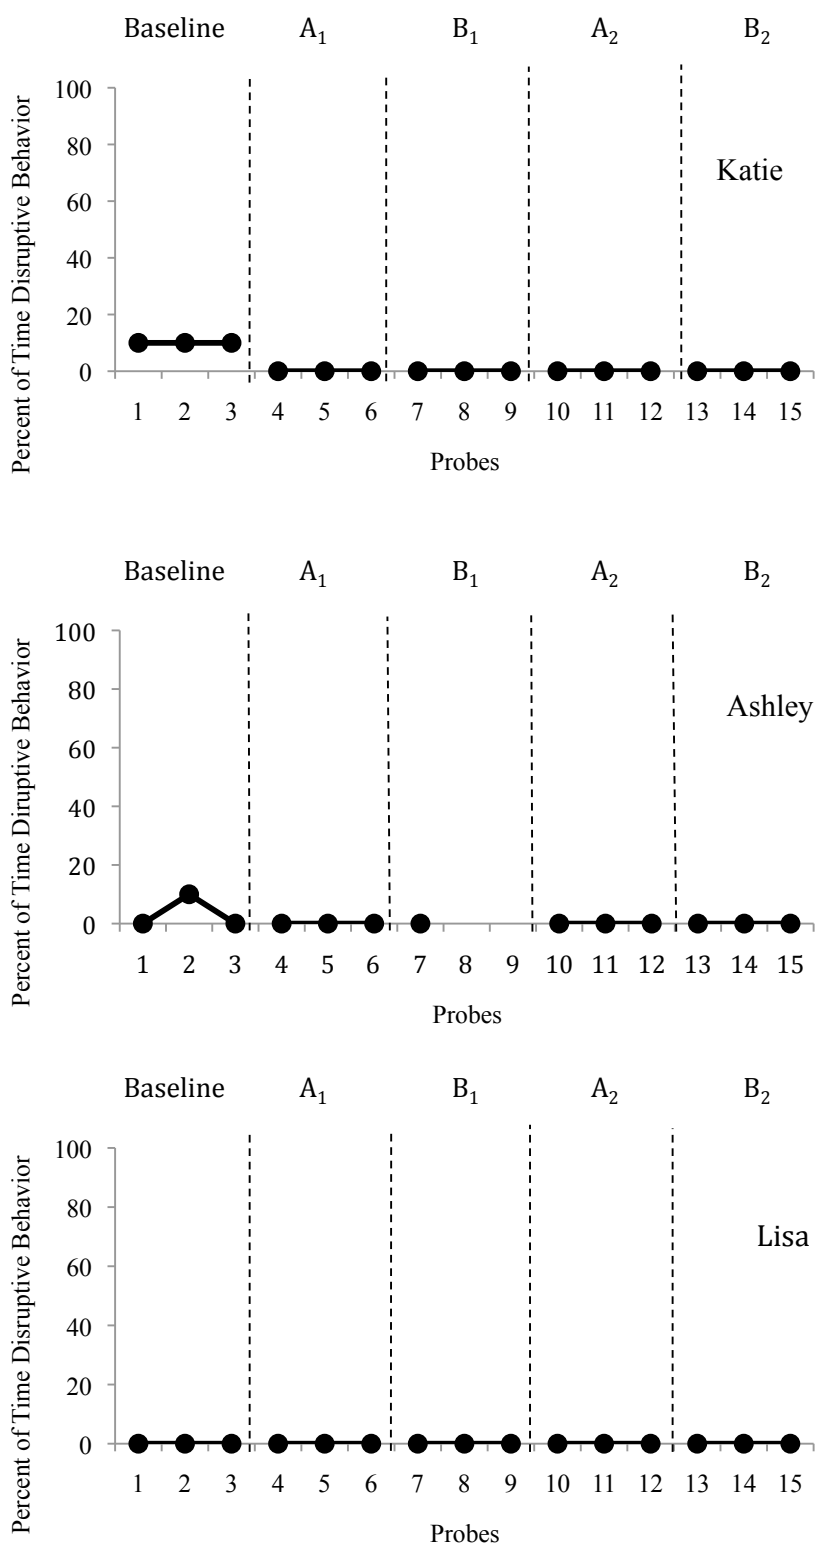 Baseline A₁ B₁ A₂ B₂
Percent of Time Disruptive Behavior
100
80
60
40
20
0
Katie
1 2 3 4 5 6 7 8 9 10 11 12 13 14 15
Probes
Baseline A₁ B₁ A₂ B₂
Percent of Time Diruptive Behavior
100
80
60
40
20
0
Ashley
1 2 3 4 5 6 7 8 9 10 11 12 13 14 15
Probes
Baseline A₁ B₁ A₂ B₂
Percent of Time Disruptive Behavior
100
80
60
40
20
0
Lisa
1 2 3 4 5 6 7 8 9 10 11 12 13 14 15
Probes